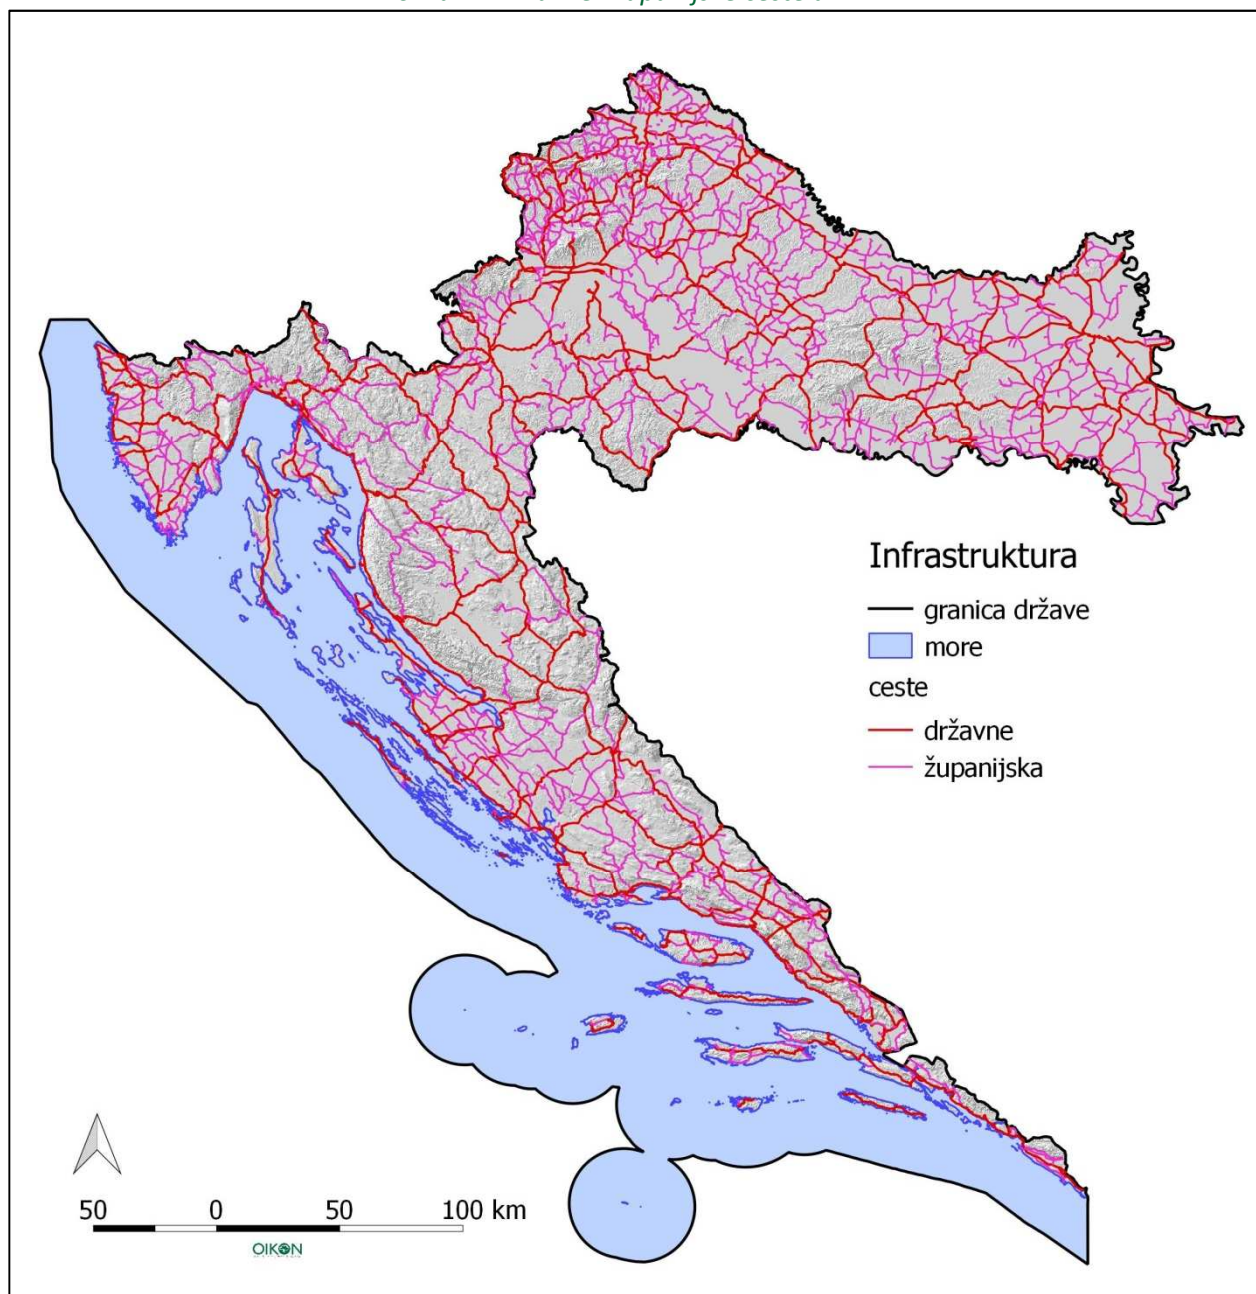 Infrastruktura
granica države
more
ceste
državne
županijska
50 0 50 100 km
OIKON